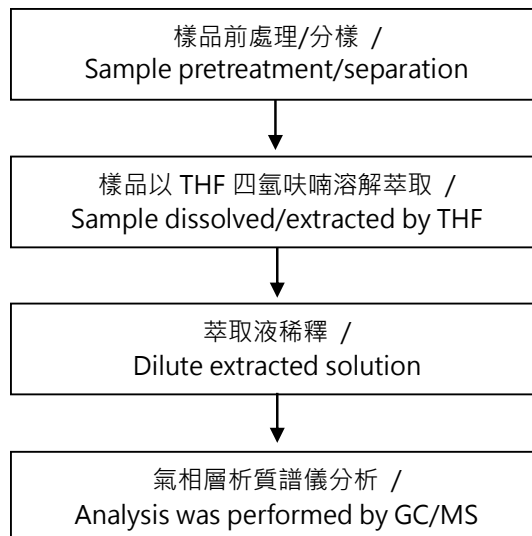 樣品前處理/分樣 /
Sample pretreatment/separation
樣品以 THF 四氫呋喃溶解萃取 /
Sample dissolved/extracted by THF
萃取液稀釋 /
Dilute extracted solution
氣相層析質譜儀分析 /
Analysis was performed by GC/MS